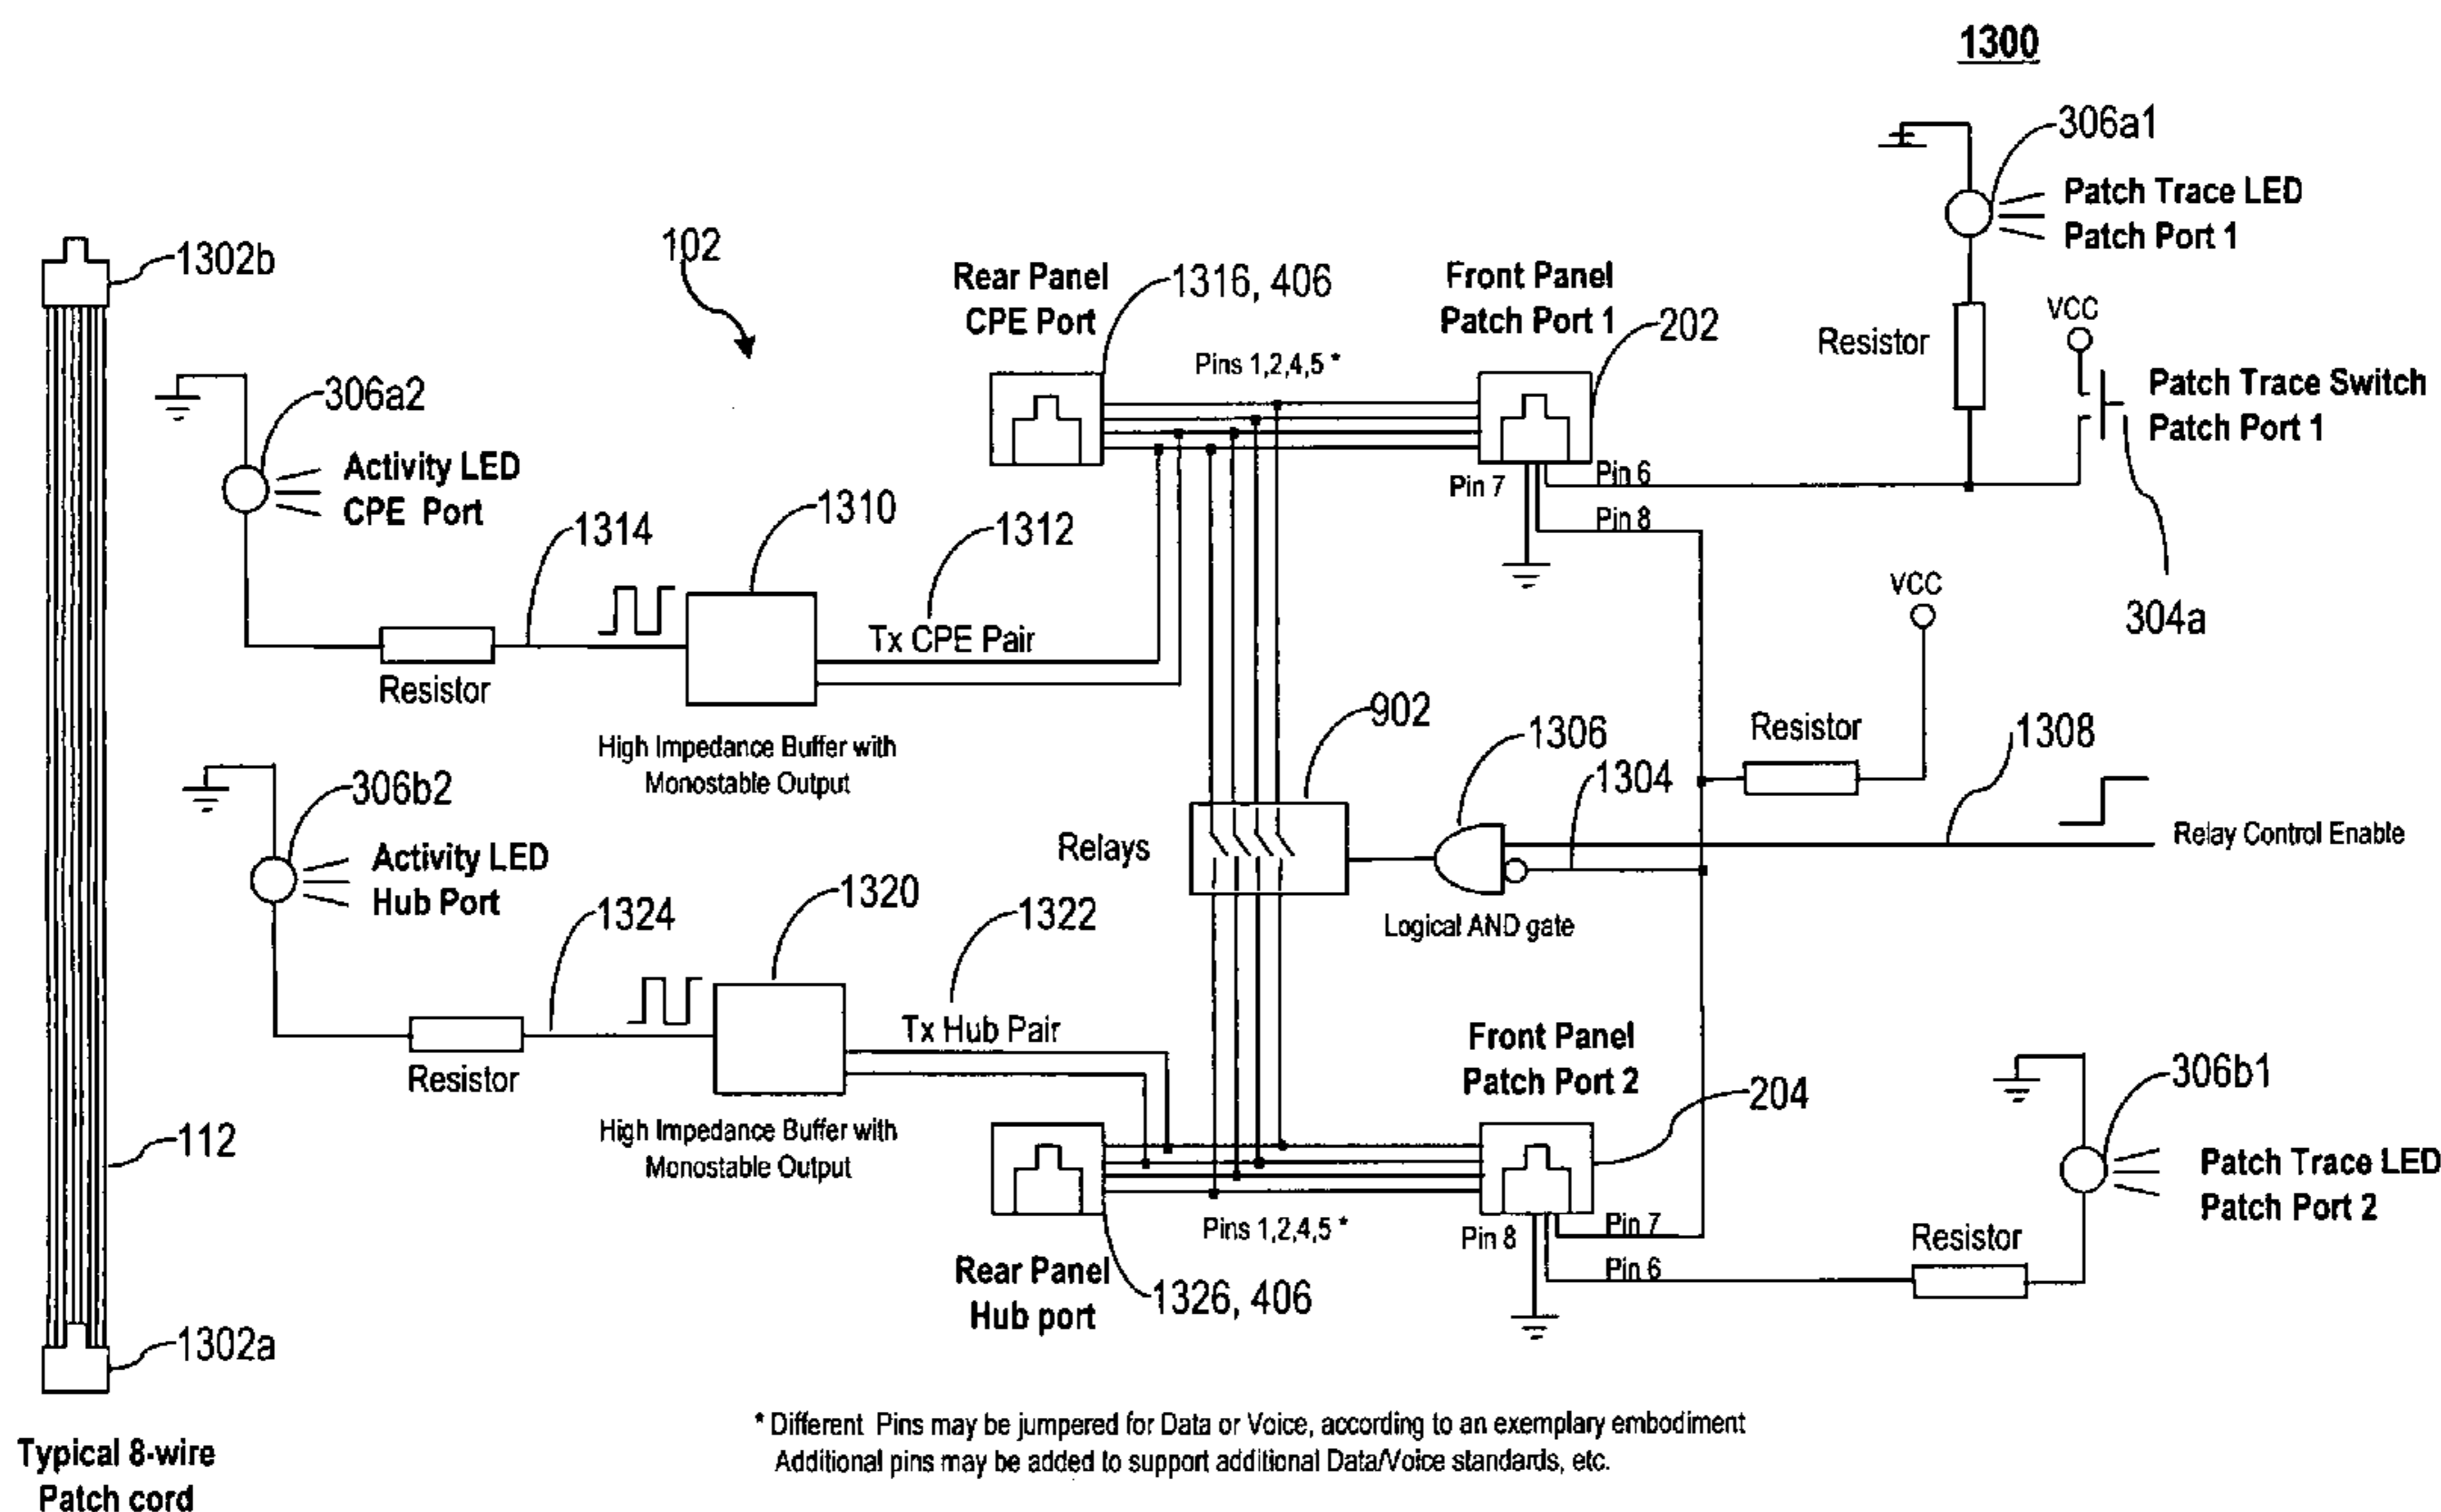 1300
306a1
Patch Trace LED
Patch Port 1
102
1302b
Rear Panel
CPE Port
1316, 406
Front Panel
Patch Port 1
202
VCC
Resistor
Pins 1,2,4,5 *
Patch Trace Switch
Patch Port 1
306a2
Activity LED
CPE Port
Pin 7
Pin 6
Pin 8
1310
1314
1312
VCC
304a
Tx CPE Pair
Resistor
902
1306
Resistor
1308
High Impedance Buffer with
Monostable Output
1304
306b2
Relays
Relay Control Enable
Activity LED
Hub Port
1320
1324
1322
Logical AND gate
Tx Hub Pair
Front Panel
Patch Port 2
Resistor
204
306b1
112
High Impedance Buffer with
Monostable Output
Patch Trace LED
Patch Port 2
Pins 1,2,4,5 *
Pin 8
Pin 7
Pin 6
Resistor
Rear Panel
Hub port
1326, 406
1302a
* Different Pins may be jumpered for Data or Voice, according to an exemplary embodiment
Additional pins may be added to support additional Data/Voice standards, etc.
Typical 8-wire
Patch cord